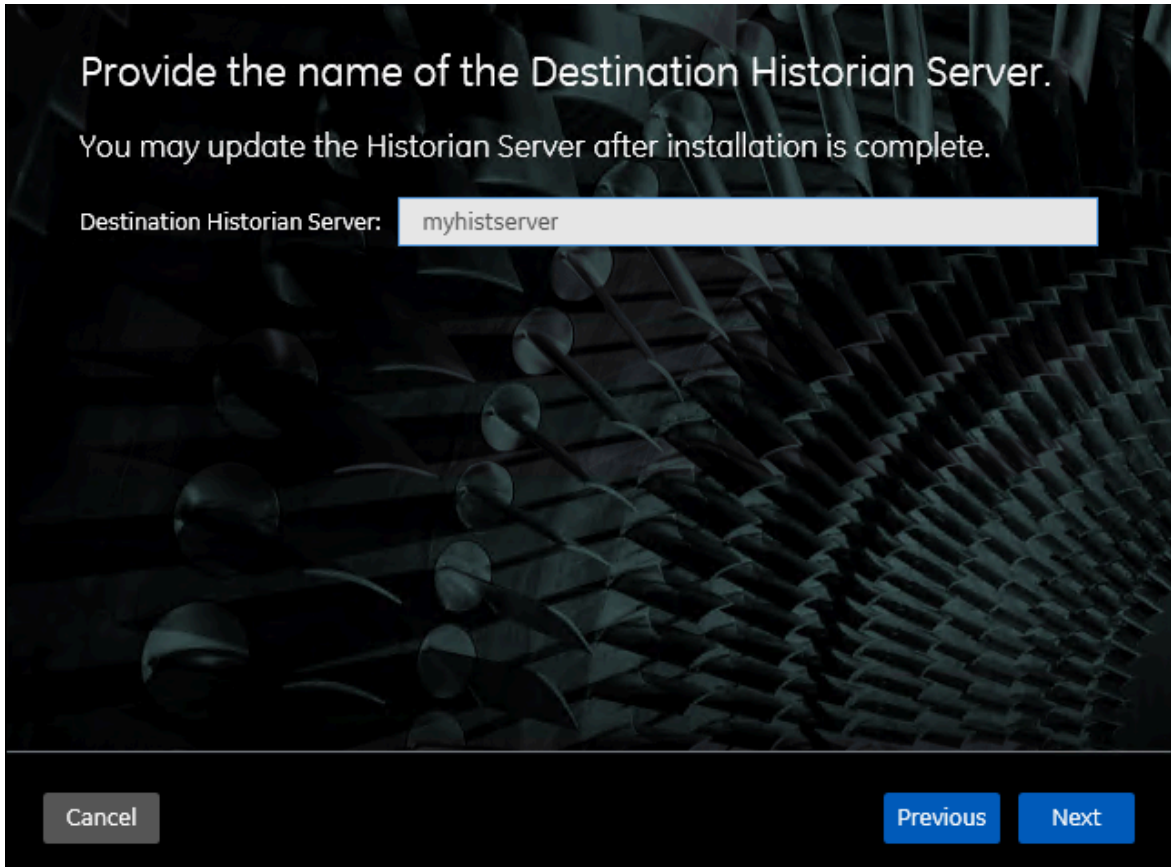 Provide the name of the Destination Historian Server.
You may update the Historian Server after installation is complete.
Destination Historian Server: myhistserver
Cancel Previous Next